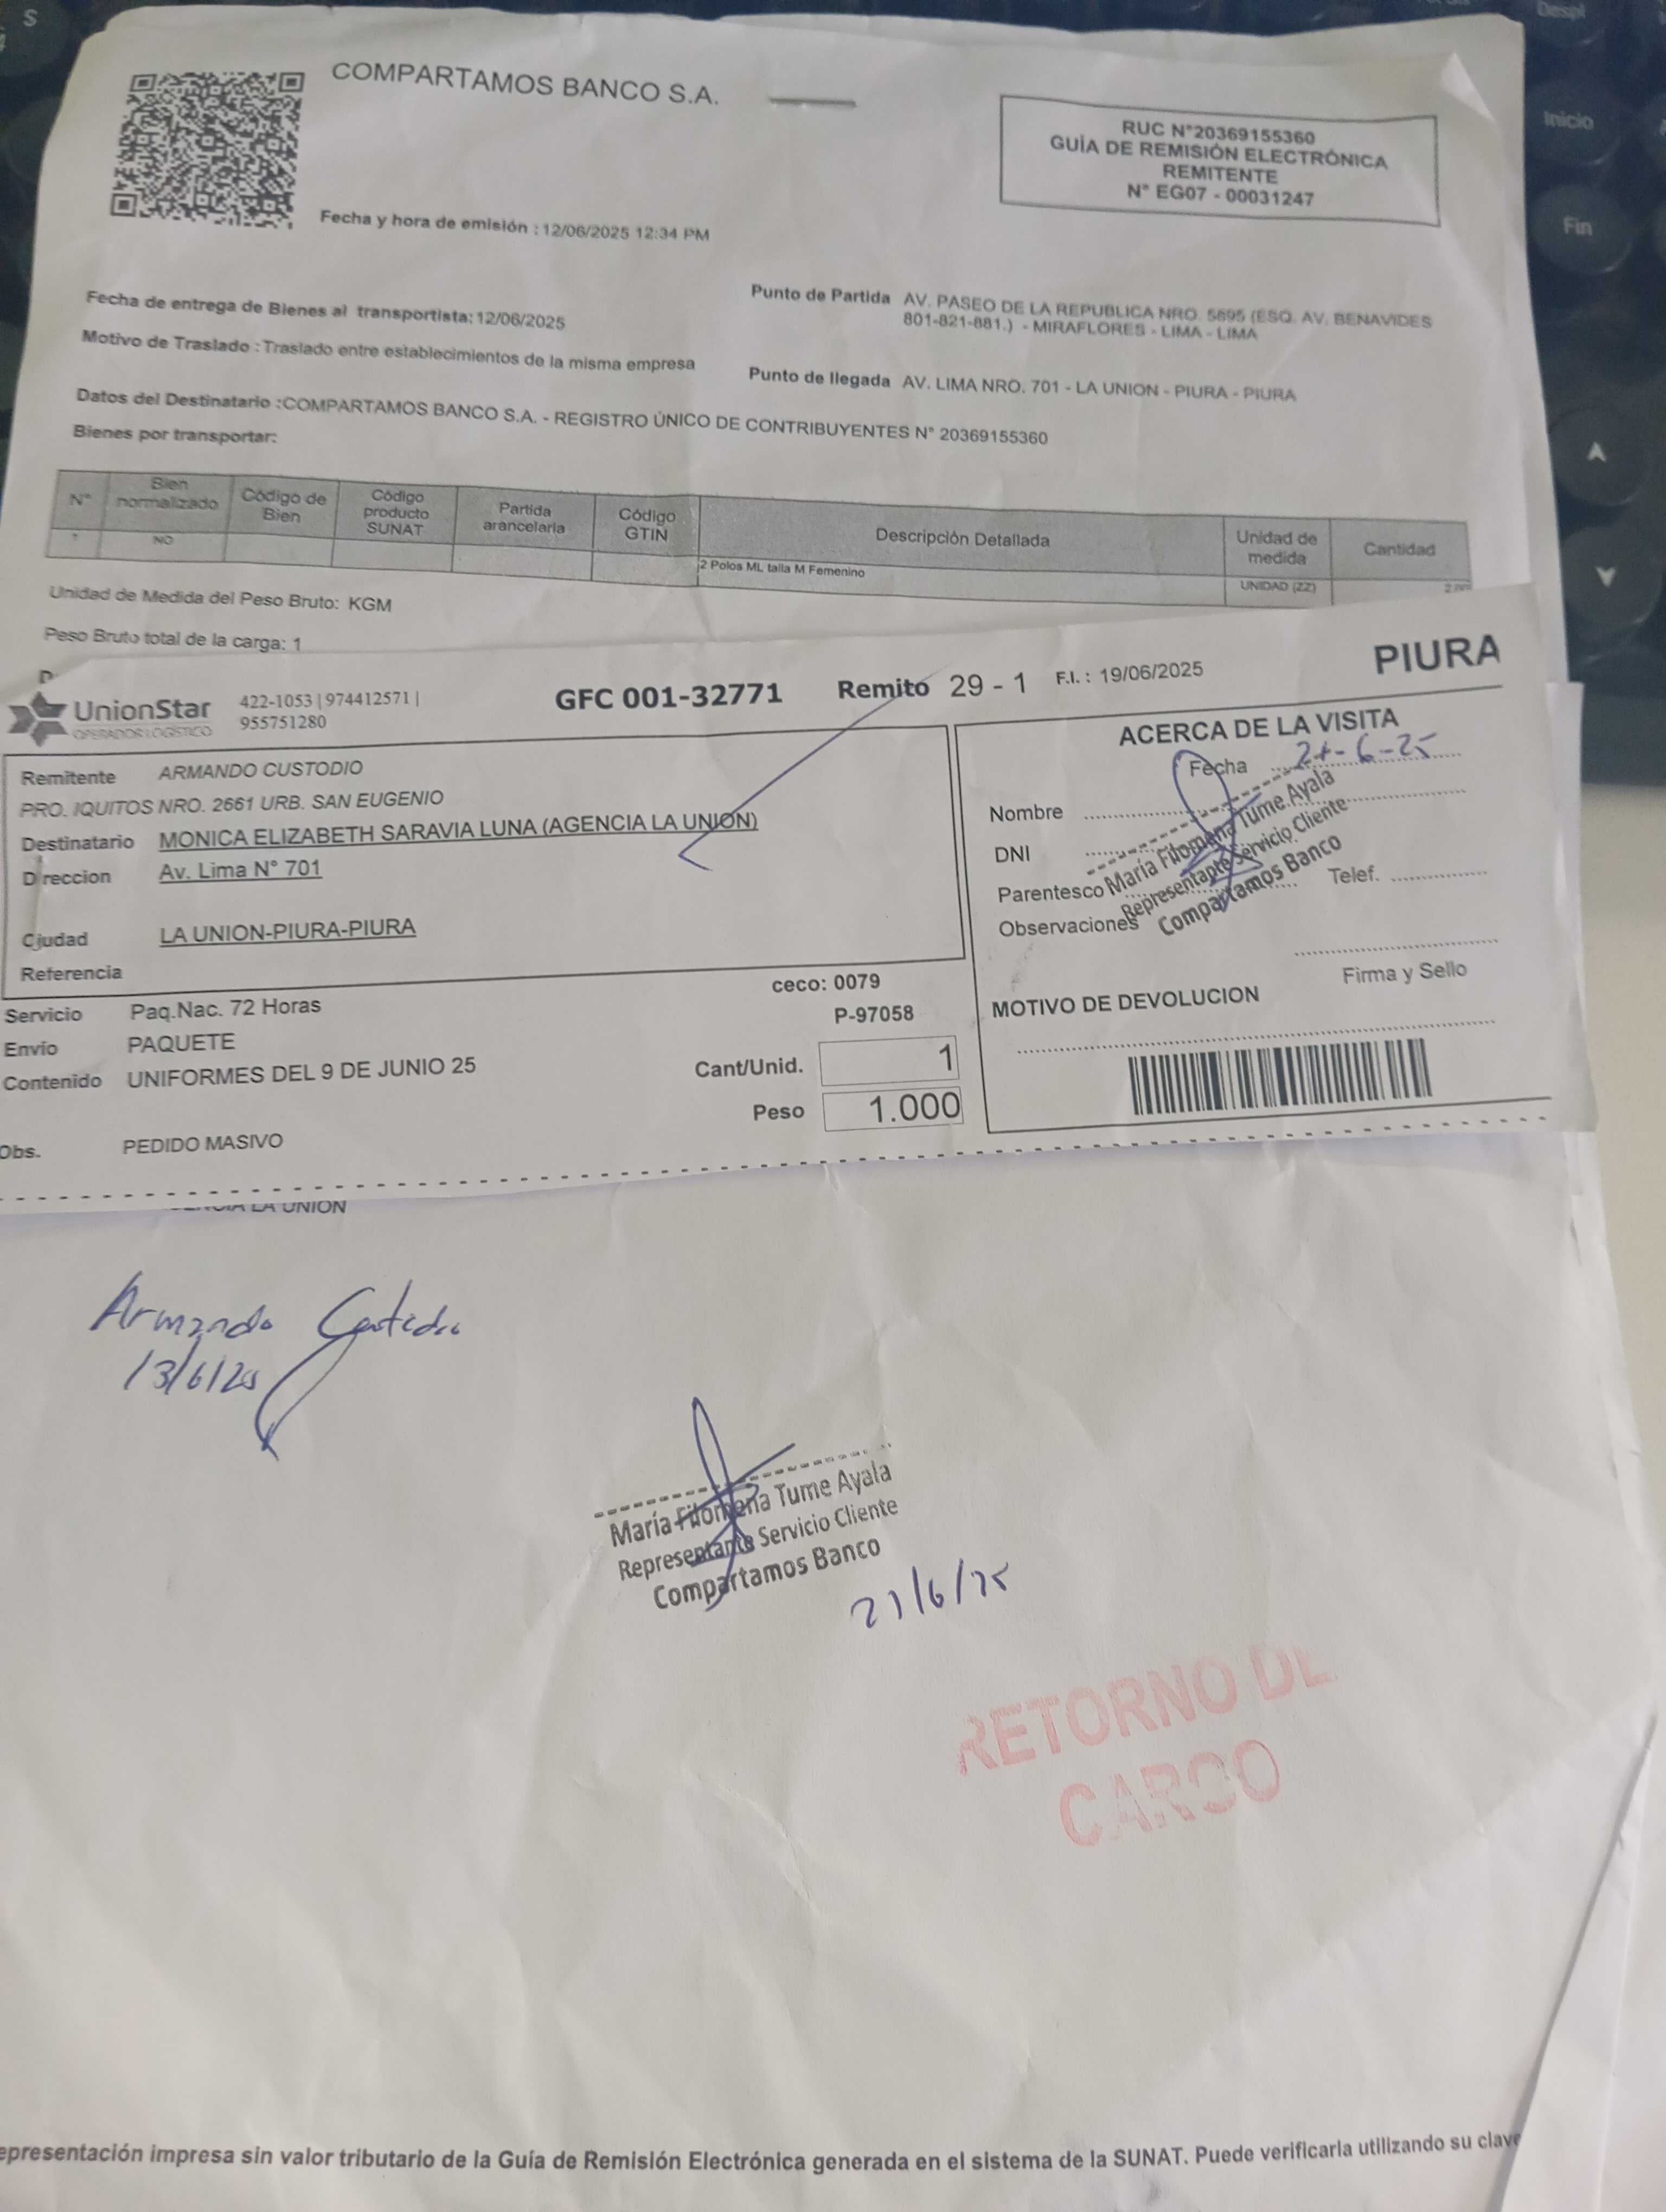 COMPARTAMOS BANCO S.A.
RUC N°20369155360
GUÍA DE REMISIÓN ELECTRÓNICA
REMITENTE
N° EG07 - 00031247
Fecha y hora de emisión : 12/06/2025 12:34 PM
Fecha de entrega de Bienes al transportista: 12/06/2025
Motivo de Traslado : Traslado entre establecimientos de la misma empresa
Punto de Partida AV. PASEO DE LA REPUBLICA NRO. 5895 (ESQ. AV. BENAVIDES
801-821-881.) - MIRAFLORES - LIMA - LIMA
Punto de llegada AV. LIMA NRO. 701 - LA UNION - PIURA - PIURA
Datos del Destinatario :COMPARTAMOS BANCO S.A. - REGISTRO ÚNICO DE CONTRIBUYENTES N° 20369155360
Bienes por transportar:
N° Bien normalizado Código de Bien Código producto SUNAT Partida arancelaria Código GTIN Descripción Detallada Unidad de medida Cantidad
NO 2 Polos ML talla M Femenino UNIDAD (ZZ)
Unidad de Medida del Peso Bruto: KGM
Peso Bruto total de la carga: 1
UnionStar
OPERADOR LOGÍSTICO
422-1053 | 974412571 |
955751280
GFC 001-32771 Remito 29 - 1 F.I. : 19/06/2025 PIURA
Remitente ARMANDO CUSTODIO
PRO. IQUITOS NRO. 2661 URB. SAN EUGENIO
Destinatario MONICA ELIZABETH SARAVIA LUNA (AGENCIA LA UNION)
Direccion Av. Lima N° 701
Ciudad LA UNION-PIURA-PIURA
Referencia
ACERCA DE LA VISITA
Fecha
Nombre
DNI
Parentesco
Observaciones
Telef.
María Filomena Tume Ayala
Representante Servicio Cliente
Compartamos Banco
Firma y Sello
MOTIVO DE DEVOLUCION
Servicio Paq.Nac. 72 Horas
Envío PAQUETE
Contenido UNIFORMES DEL 9 DE JUNIO 25
ceco: 0079
P-97058
Cant/Unid. 1
Peso 1.000
Obs. PEDIDO MASIVO
LA UNION
Armando Custodio
13/6/25
María Filomena Tume Ayala
Representante Servicio Cliente
Compartamos Banco
21/6/25
RETORNO DE
CARGO
epresentación impresa sin valor tributario de la Guía de Remisión Electrónica generada en el sistema de la SUNAT. Puede verificarla utilizando su clave
S
Despl
Inicio
Fin